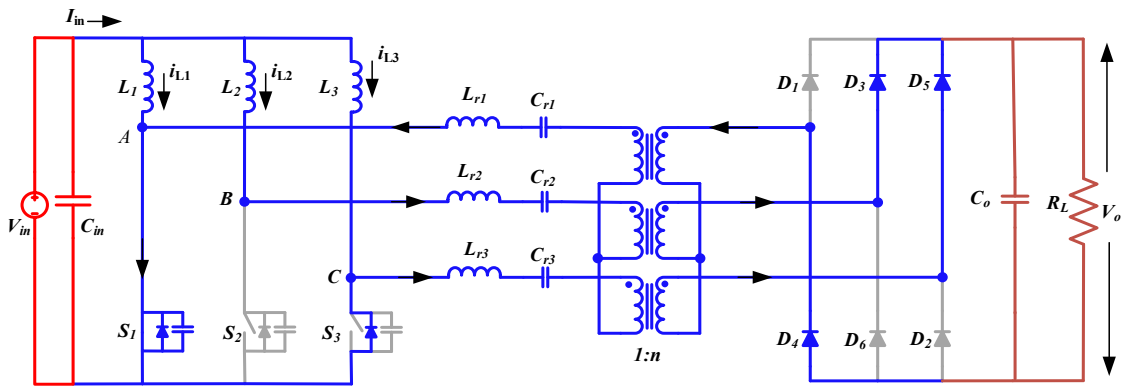 I_in
L_1 i_L1 L_2 i_L2 L_3 i_L3
L_r1 C_r1
D_1 D_3 D_5
A
B
L_r2 C_r2
V_in C_in
C_o R_L V_o
C
L_r3 C_r3
S_1 S_2 S_3
1:n
D_4 D_6 D_2